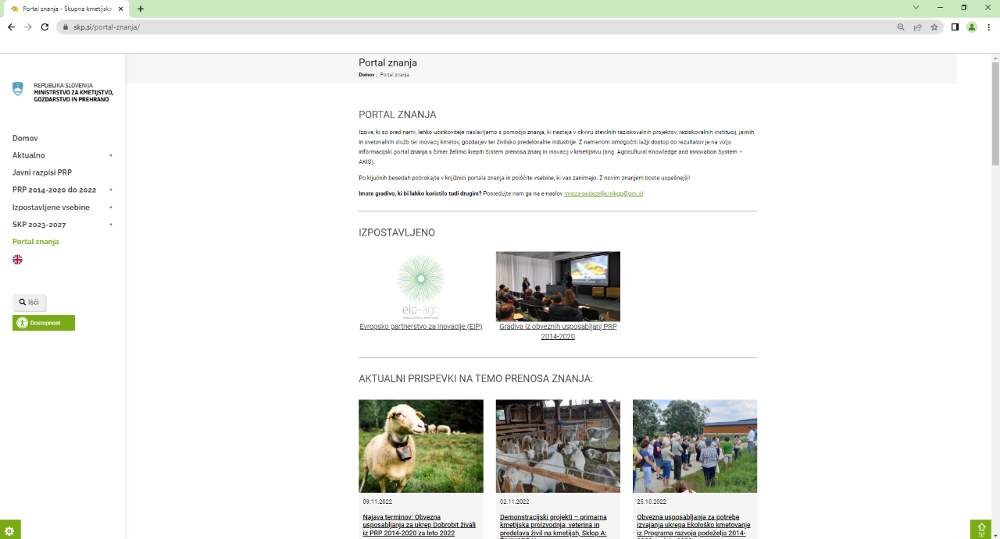 Portal znanja - Skupna kmetijska
skp.si/portal-znanja/
REPUBLIKA SLOVENIJA
MINISTRSTVO ZA KMETIJSTVO,
GOZDARSTVO IN PREHRANO
Domov
Aktualno +
Javni razpisi PRP
PRP 2014-2020 do 2022 +
Izpostavljene vsebine +
SKP 2023-2027 +
Portal znanja
Išči
Dostopnost
Portal znanja
Domov / Portal znanja
PORTAL ZNANJA
Izzive, ki so pred nami, lahko učinkoviteje naslavljamo s pomočjo znanja, ki nastaja v okviru številnih raziskovalnih projektov, raziskovalnih institucij, javnih
in svetovalnih služb ter inovacij kmetov, gozdarjev ter živilsko predelovalne industrije. Z namenom omogočiti lažji dostop do rezultatov je na voljo
informacijski portal znanja s čimer želimo krepiti Sistem prenosa znanj in inovacij v kmetijstvu (ang. Agricultural Knowledge and Innovation System –
AKIS).
Po ključnih besedah pobrskajte v knjižnici portala znanja in poiščite vsebine, ki vas zanimajo. Z novim znanjem boste uspešnejši!
Imate gradivo, ki bi lahko koristilo tudi drugim? Posredujte nam ga na e-naslov mreza-podezelje.mkgp@gov.si
IZPOSTAVLJENO
eip-agri
Evropsko partnerstvo za inovacije (EIP)
Gradiva iz obveznih usposabljanj PRP
2014-2020
AKTUALNI PRISPEVKI NA TEMO PRENOSA ZNANJA:
09.11.2022
Najava terminov: Obvezna
usposabljanja za ukrep Dobrobit živali
iz PRP 2014-2020 za leto 2022
02.11.2022
Demonstracijski projekti – primarna
kmetijska proizvodnja, veterina in
predelava živil na kmetijah, Sklop A:
25.10.2022
Obvezna usposabljanja za potrebe
izvajanja ukrepa Ekološko kmetovanje
iz Programa razvoja podeželja 2014-